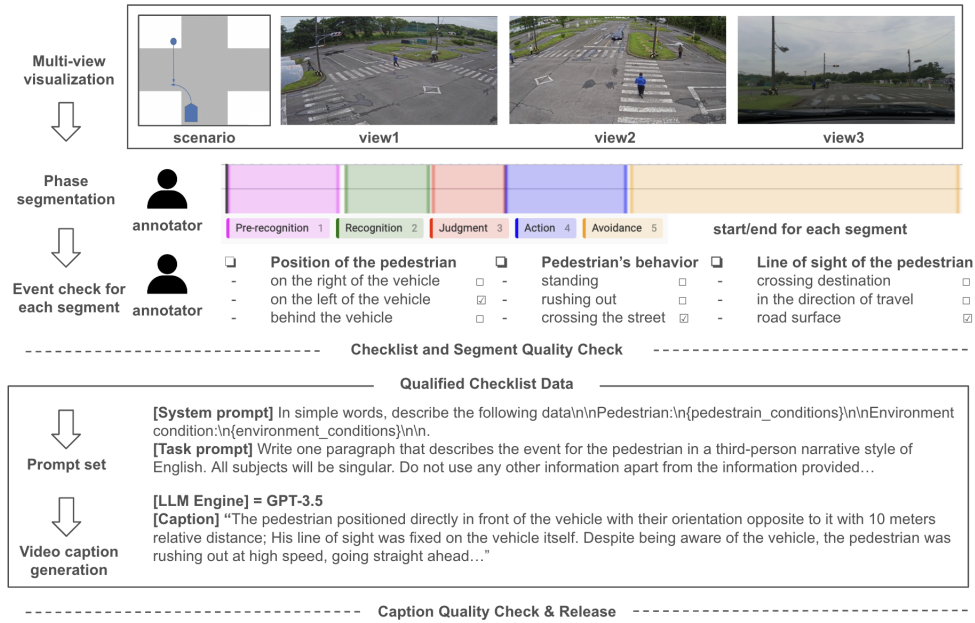 Multi-view
visualization
scenario
view1
view2
view3
Phase
segmentation
annotator
Pre-recognition 1
Recognition 2
Judgment 3
Action 4
Avoidance 5
start/end for each segment
Event check for
each segment
annotator
❏ Position of the pedestrian
- on the right of the vehicle ☐
- on the left of the vehicle ☑
- behind the vehicle ☐
❏ Pedestrian's behavior
- standing ☐
- rushing out ☐
- crossing the street ☑
❏ Line of sight of the pedestrian
crossing destination ☐
in the direction of travel ☐
road surface ☑
Checklist and Segment Quality Check
Qualified Checklist Data
Prompt set
[System prompt] In simple words, describe the following data\n\nPedestrian:\n{pedestrain_conditions}\n\nEnvironment
condition:\n{environment_conditions}\n\n.
[Task prompt] Write one paragraph that describes the event for the pedestrian in a third-person narrative style of
English. All subjects will be singular. Do not use any other information apart from the information provided…
Video caption
generation
[LLM Engine] = GPT-3.5
[Caption] “The pedestrian positioned directly in front of the vehicle with their orientation opposite to it with 10 meters
relative distance; His line of sight was fixed on the vehicle itself. Despite being aware of the vehicle, the pedestrian was
rushing out at high speed, going straight ahead…”
Caption Quality Check & Release